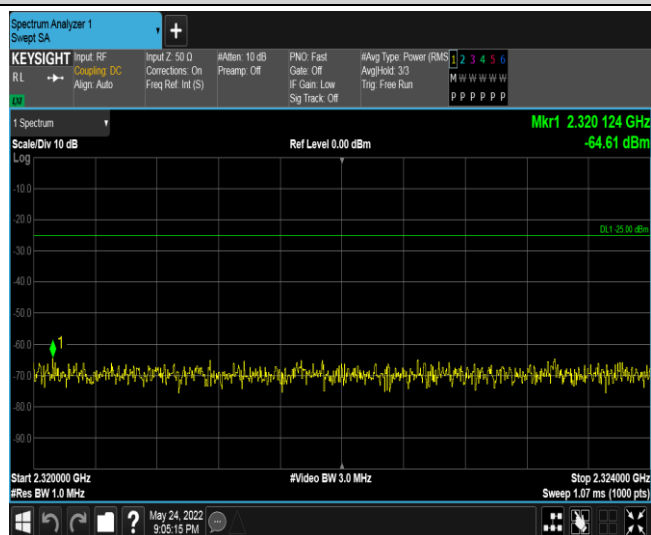 Spectrum Analyzer 1
Swept SA
+
KEYSIGHT
RL
Input: RF
Coupling: DC
Align: Auto
Input Z: 50 Ω
Corrections: On
Freq Ref: Int (S)
#Atten: 10 dB
Preamp: Off
PNO: Fast
Gate: Off
IF Gain: Low
Sig Track: Off
#Avg Type: Power (RMS
Avg|Hold: 3/3
Trig: Free Run
1 2 3 4 5 6
M W W W W W
P P P P P P
1 Spectrum
Mkr1 2.320 124 GHz
Scale/Div 10 dB
Ref Level 0.00 dBm
-64.61 dBm
Log
-10.0
-20.0
DL1 -25.00 dBm
-30.0
-40.0
-50.0
-60.0
1
-70.0
-80.0
-90.0
Start 2.320000 GHz
#Video BW 3.0 MHz
Stop 2.324000 GHz
#Res BW 1.0 MHz
Sweep 1.07 ms (1000 pts)
?
May 24, 2022
9:05:15 PM